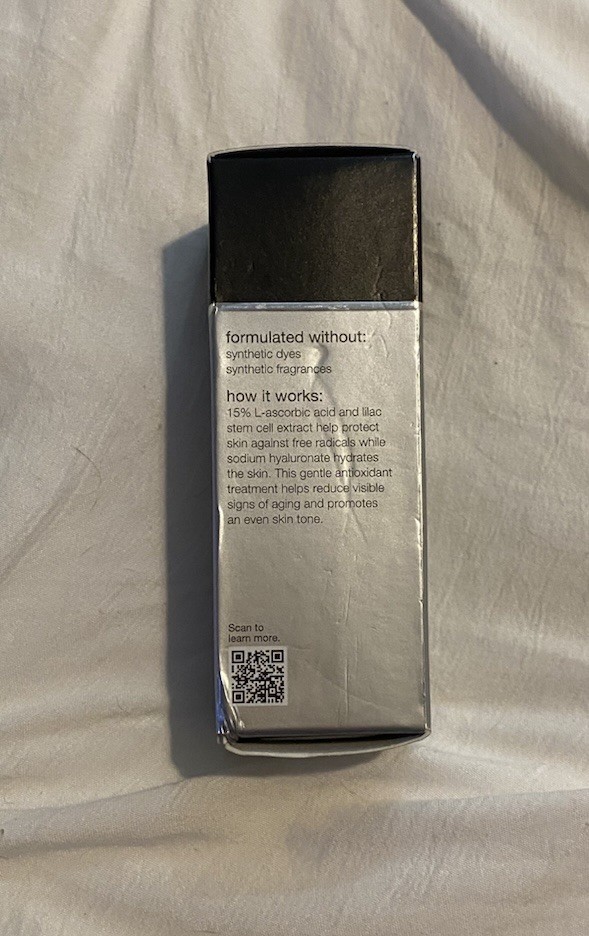 formulated without:
synthetic dyes
synthetic fragrances
how it works:
15% L-ascorbic acid and lilac
stem cell extract help protect
skin against free radicals while
sodium hyaluronate hydrates
the skin. This gentle antioxidant
treatment helps reduce visible
signs of aging and promotes
an even skin tone.
Scan to
learn more.